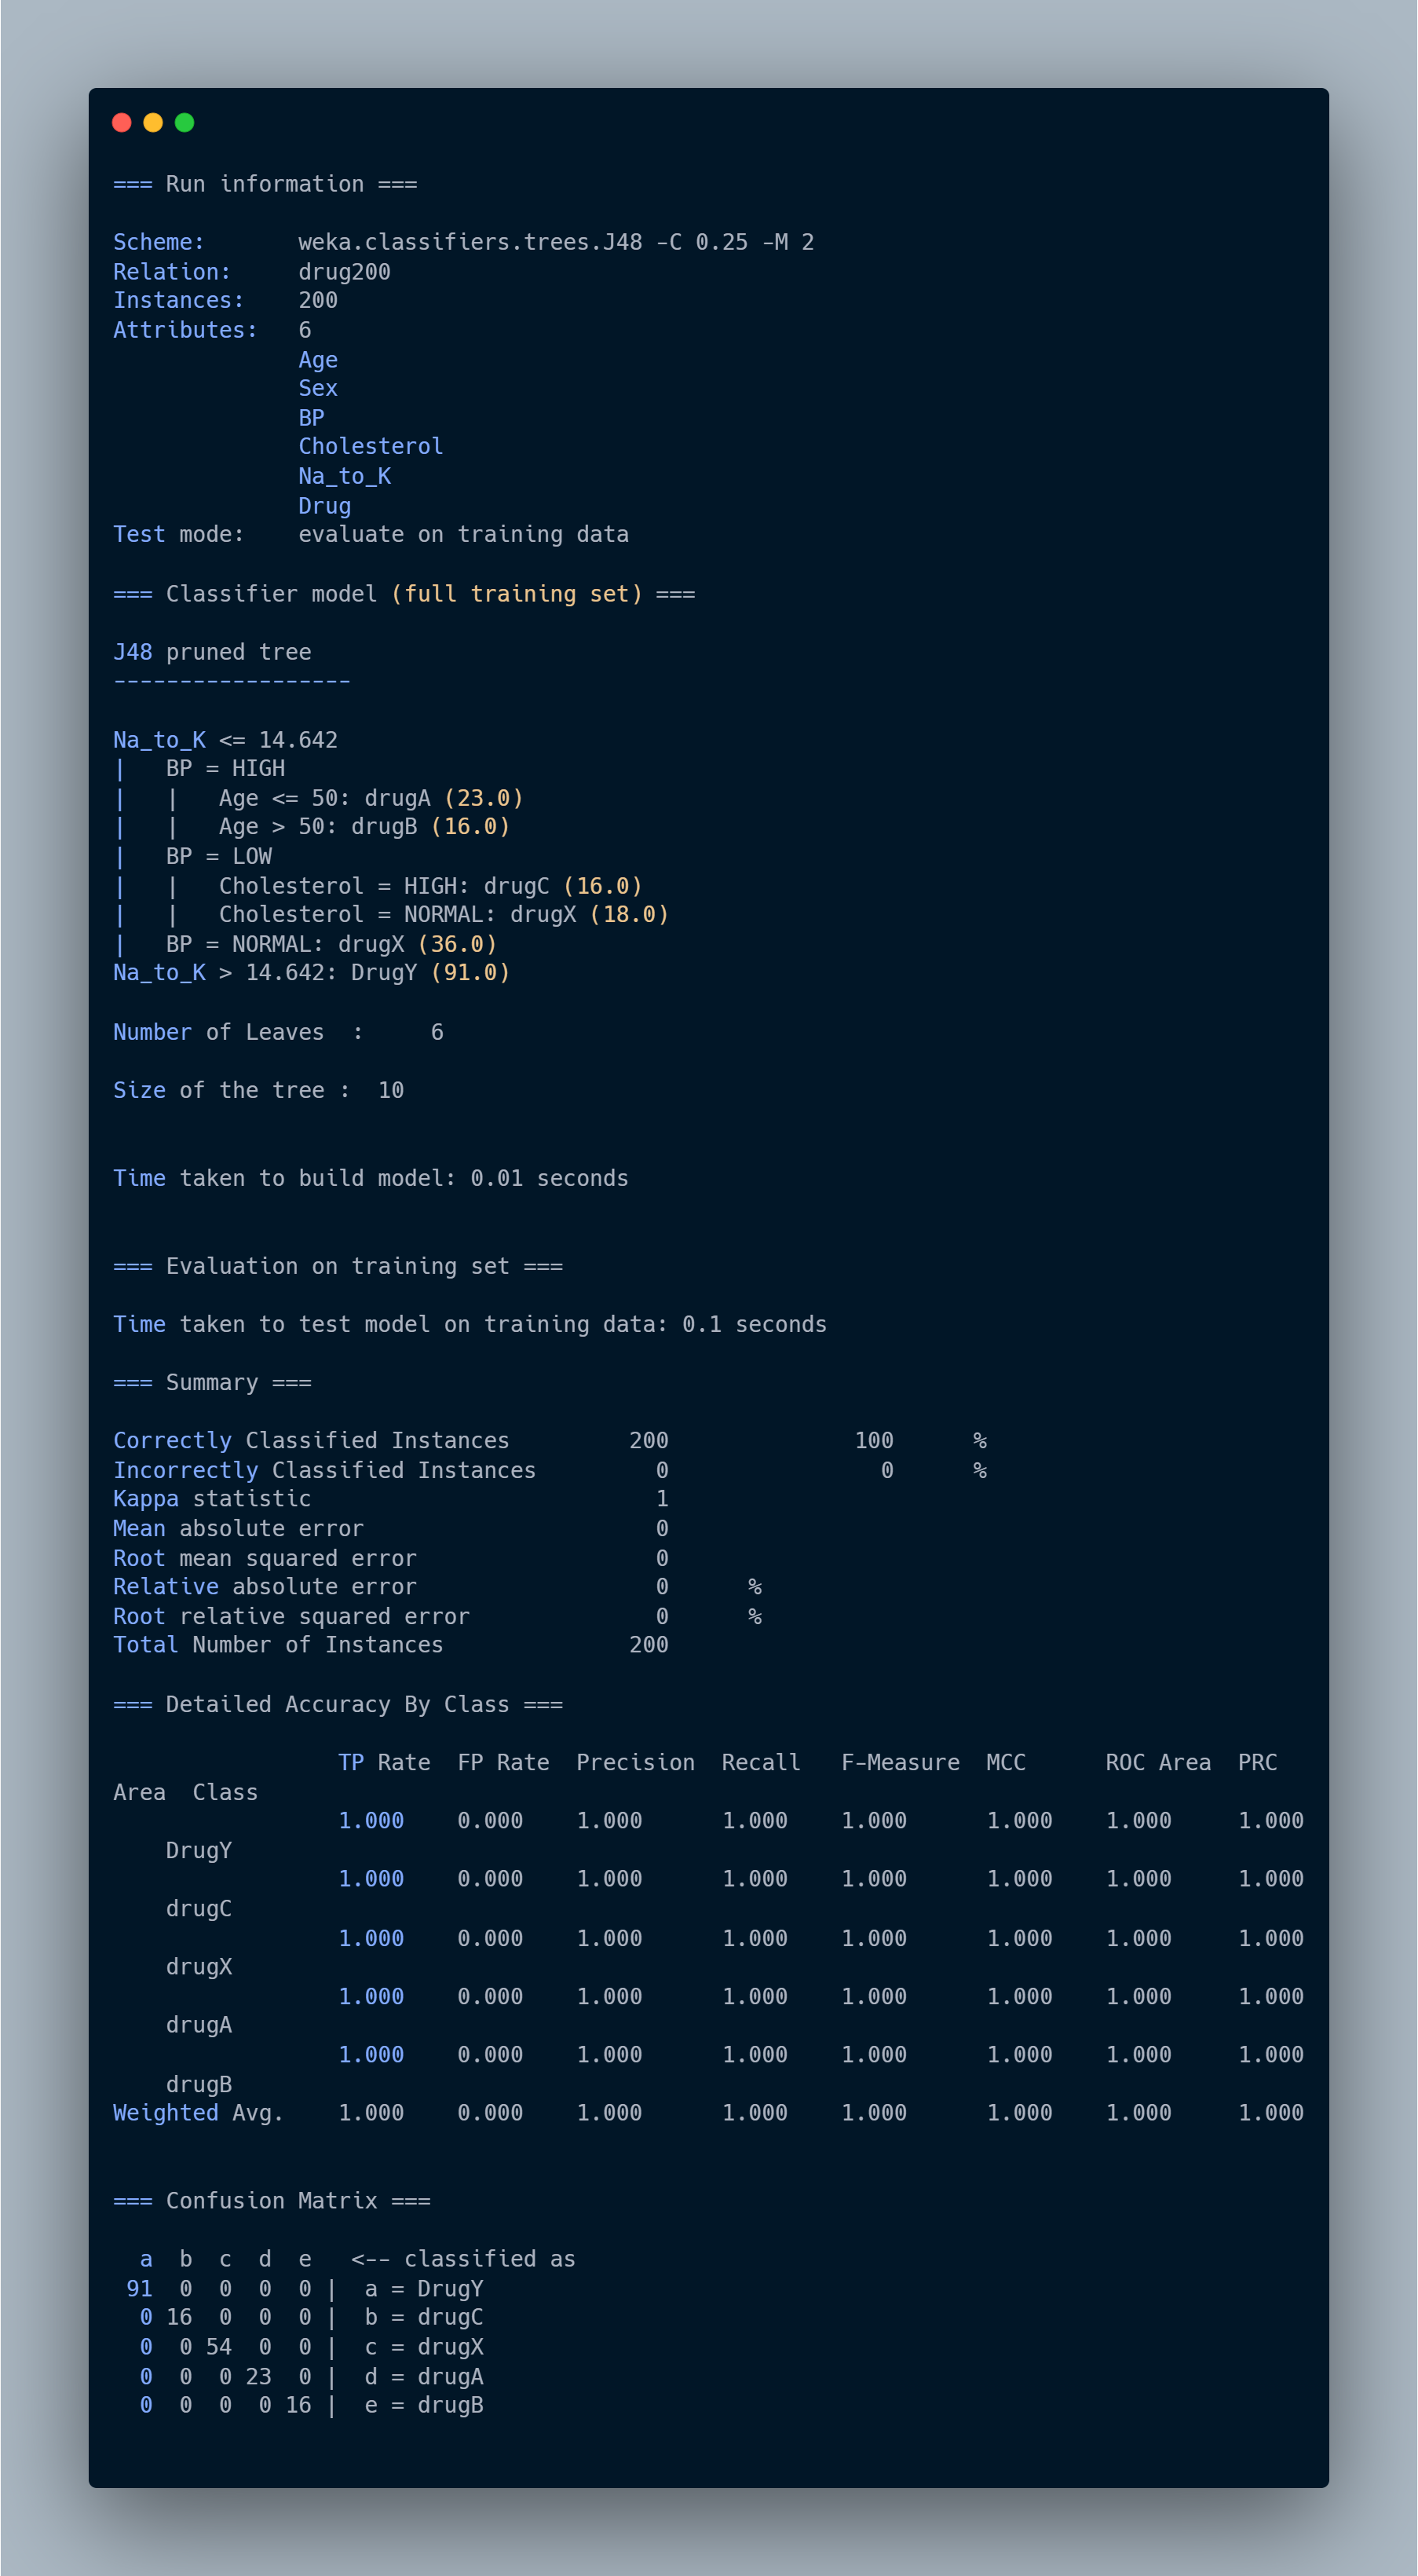 === Run information ===

Scheme:       weka.classifiers.trees.J48 -C 0.25 -M 2
Relation:     drug200
Instances:    200
Attributes:   6
              Age
              Sex
              BP
              Cholesterol
              Na_to_K
              Drug
Test mode:    evaluate on training data

=== Classifier model (full training set) ===

J48 pruned tree
------------------

Na_to_K <= 14.642
|   BP = HIGH
|   |   Age <= 50: drugA (23.0)
|   |   Age > 50: drugB (16.0)
|   BP = LOW
|   |   Cholesterol = HIGH: drugC (16.0)
|   |   Cholesterol = NORMAL: drugX (18.0)
|   BP = NORMAL: drugX (36.0)
Na_to_K > 14.642: DrugY (91.0)

Number of Leaves  :     6

Size of the tree :  10


Time taken to build model: 0.01 seconds


=== Evaluation on training set ===

Time taken to test model on training data: 0.1 seconds

=== Summary ===

Correctly Classified Instances         200              100      %
Incorrectly Classified Instances         0                0      %
Kappa statistic                          1
Mean absolute error                      0
Root mean squared error                  0
Relative absolute error                  0      %
Root relative squared error              0      %
Total Number of Instances              200

=== Detailed Accuracy By Class ===

                 TP Rate  FP Rate  Precision  Recall   F-Measure  MCC      ROC Area  PRC
Area  Class
                 1.000    0.000    1.000      1.000    1.000      1.000    1.000     1.000
    DrugY
                 1.000    0.000    1.000      1.000    1.000      1.000    1.000     1.000
    drugC
                 1.000    0.000    1.000      1.000    1.000      1.000    1.000     1.000
    drugX
                 1.000    0.000    1.000      1.000    1.000      1.000    1.000     1.000
    drugA
                 1.000    0.000    1.000      1.000    1.000      1.000    1.000     1.000
    drugB
Weighted Avg.    1.000    0.000    1.000      1.000    1.000      1.000    1.000     1.000


=== Confusion Matrix ===

  a  b  c  d  e   <-- classified as
 91  0  0  0  0 |  a = DrugY
  0 16  0  0  0 |  b = drugC
  0  0 54  0  0 |  c = drugX
  0  0  0 23  0 |  d = drugA
  0  0  0  0 16 |  e = drugB